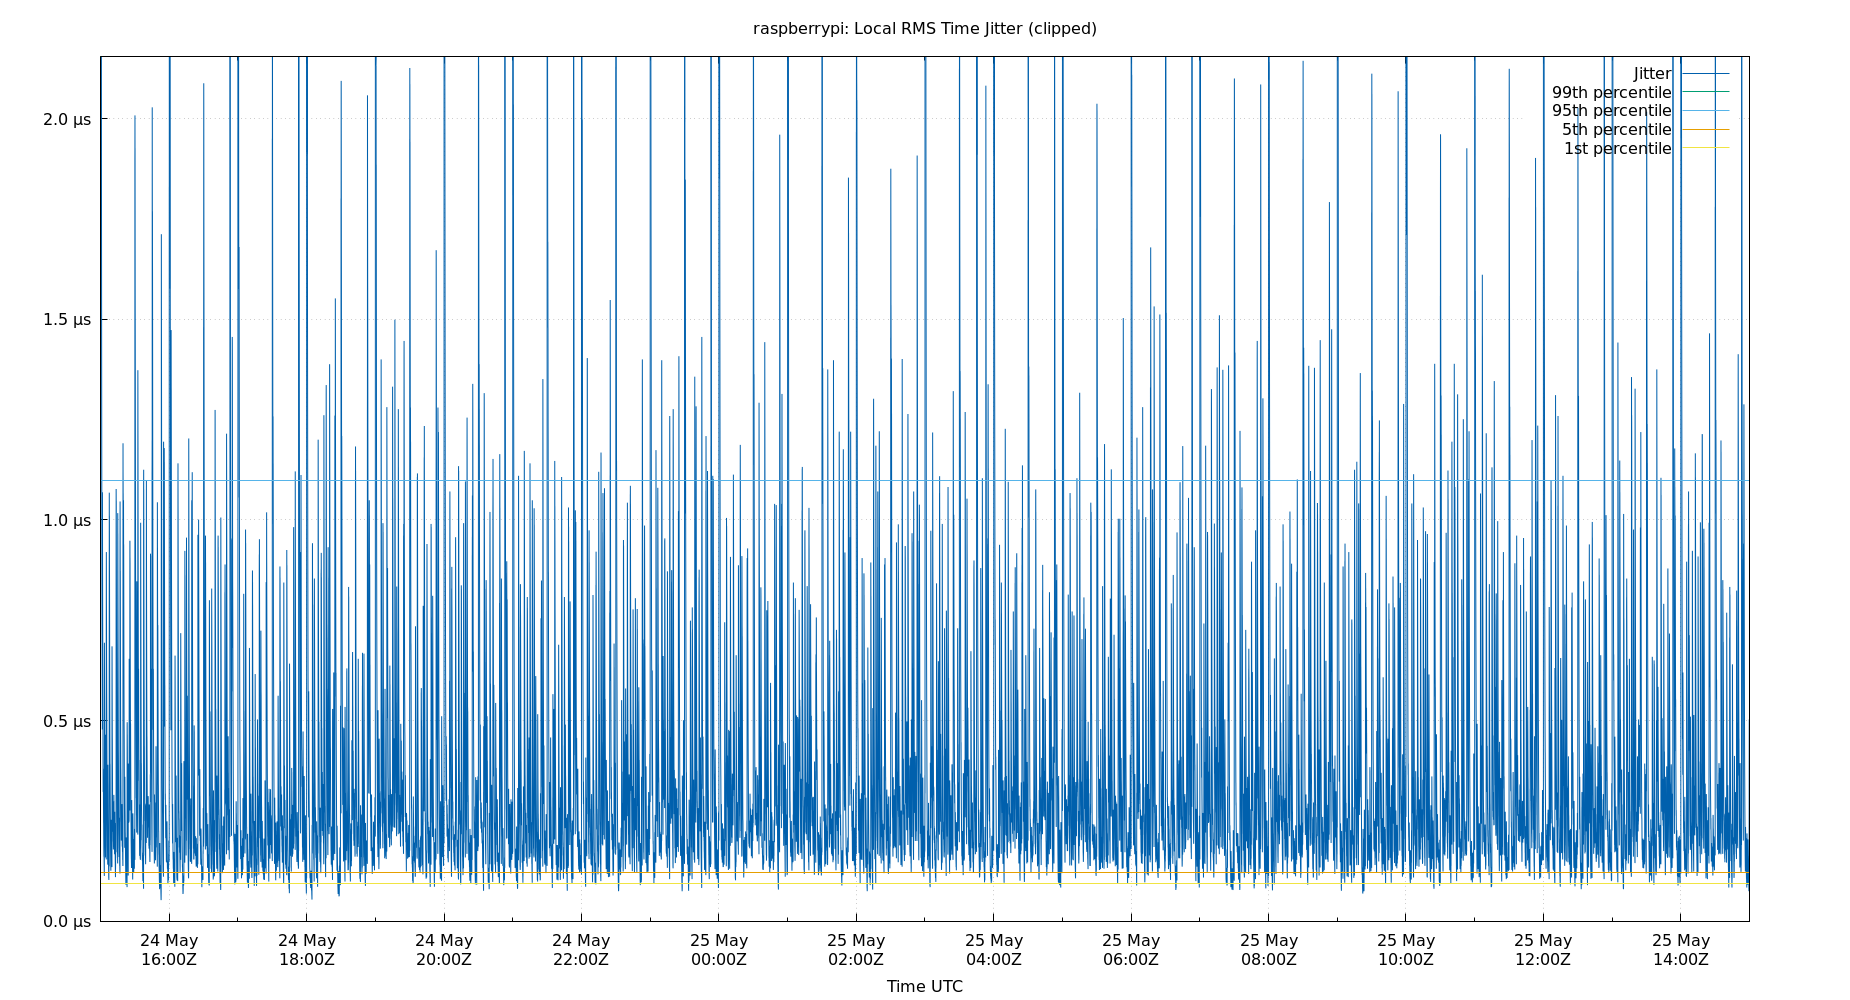 raspberrypi: Local RMS Time Jitter (clipped)
Jitter
99th percentile
95th percentile
5th percentile
1st percentile
2.0 μs
1.5 μs
1.0 μs
0.5 μs
0.0 μs
24 May 24 May 24 May 24 May 25 May 25 May 25 May 25 May 25 May 25 May 25 May 25 May
16:00Z 18:00Z 20:00Z 22:00Z 00:00Z 02:00Z 04:00Z 06:00Z 08:00Z 10:00Z 12:00Z 14:00Z
Time UTC